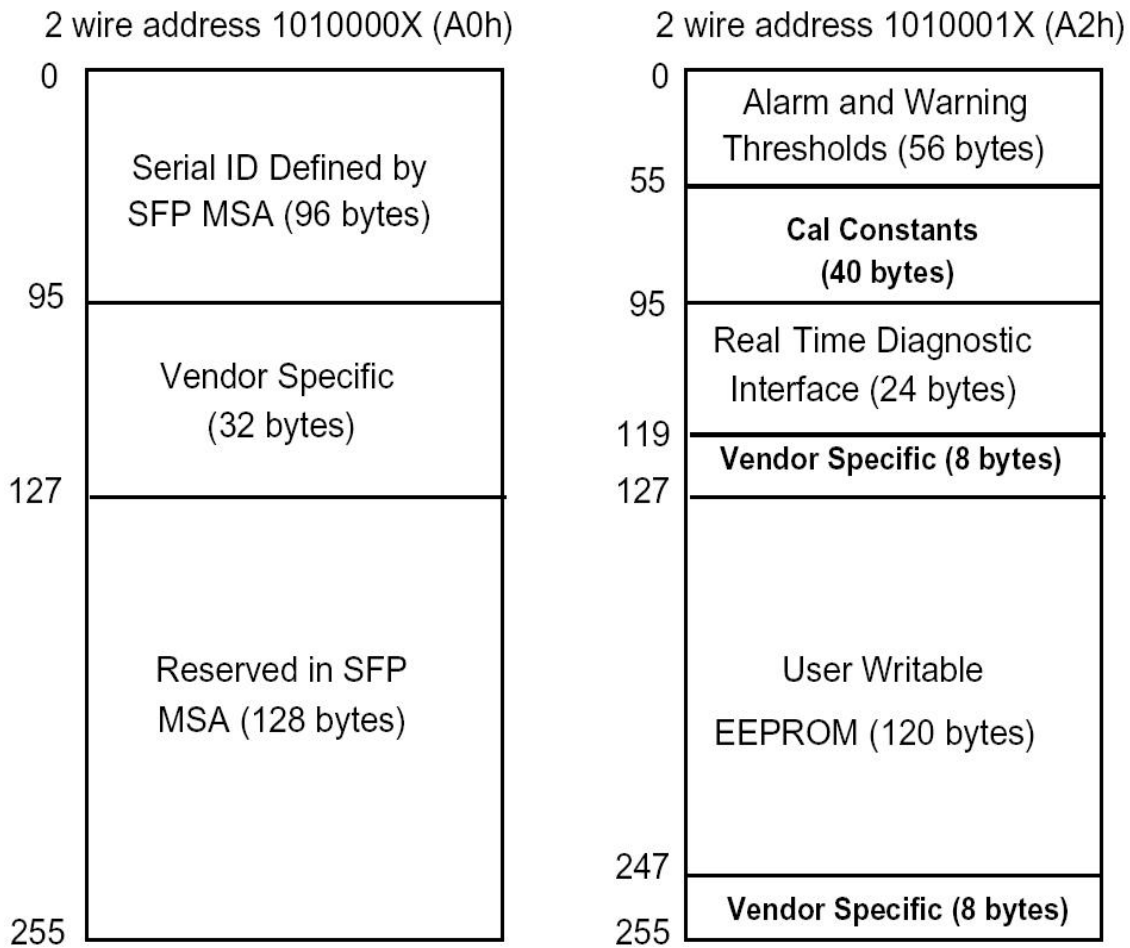 2 wire address 1010000X (A0h)
0
Serial ID Defined by
SFP MSA (96 bytes)
95
Vendor Specific
(32 bytes)
127
Reserved in SFP
MSA (128 bytes)
255
2 wire address 1010001X (A2h)
0
Alarm and Warning
Thresholds (56 bytes)
55
Cal Constants
(40 bytes)
95
Real Time Diagnostic
Interface (24 bytes)
119
Vendor Specific (8 bytes)
127
User Writable
EEPROM (120 bytes)
247
Vendor Specific (8 bytes)
255